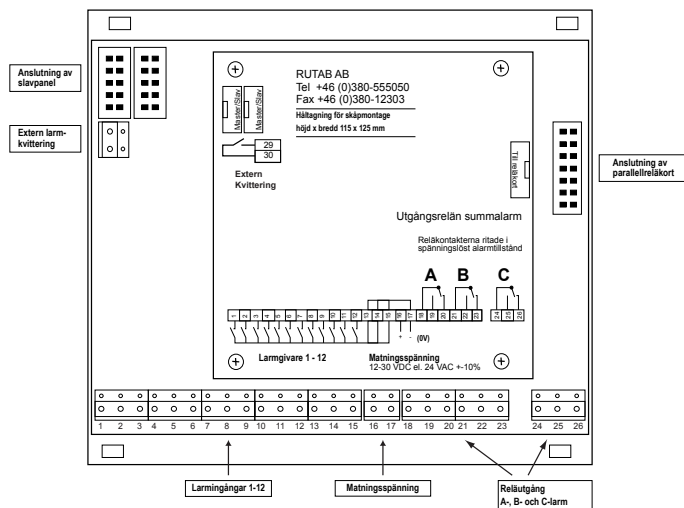 Anslutning av
slavpanel
Extern larm-
kvittering
RUTAB AB
Tel +46 (0)380-555050
Fax +46 (0)380-12303
Håltagning för skåpmontage
höjd x bredd 115 x 125 mm
Master/Slav
Master/Slav
29
30
Extern
Kvittering
Till reläkort
Anslutning av
parallellreläkort
Utgångsrelän summalarm
Reläkontakterna ritade i
spänningslöst alarmtillstånd
A B C
1 2 3 4 5 6 7 8 9 10 11 12 13 14 15 16 17 18 19 20 21 22 23 24 25 26
+ - (0V)
Larmgivare 1 - 12
Matningsspänning
12-30 VDC el. 24 VAC +-10%
1 2 3 4 5 6 7 8 9 10 11 12 13 14 15 16 17 18 19 20 21 22 23 24 25 26
Larmingångar 1-12
Matningsspänning
Reläutgång
A-, B- och C-larm